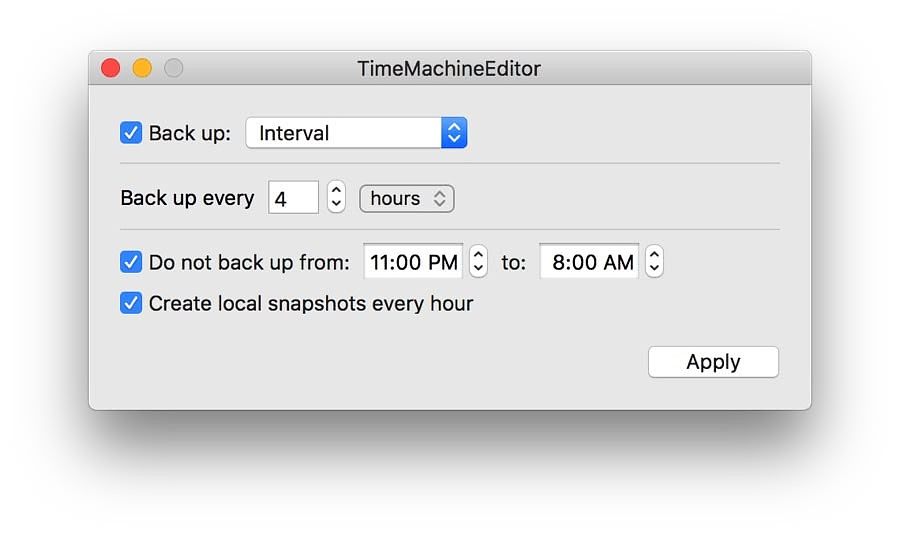 TimeMachineEditor
Back up: Interval
Back up every 4 hours
Do not back up from: 11:00 PM to: 8:00 AM
Create local snapshots every hour
Apply